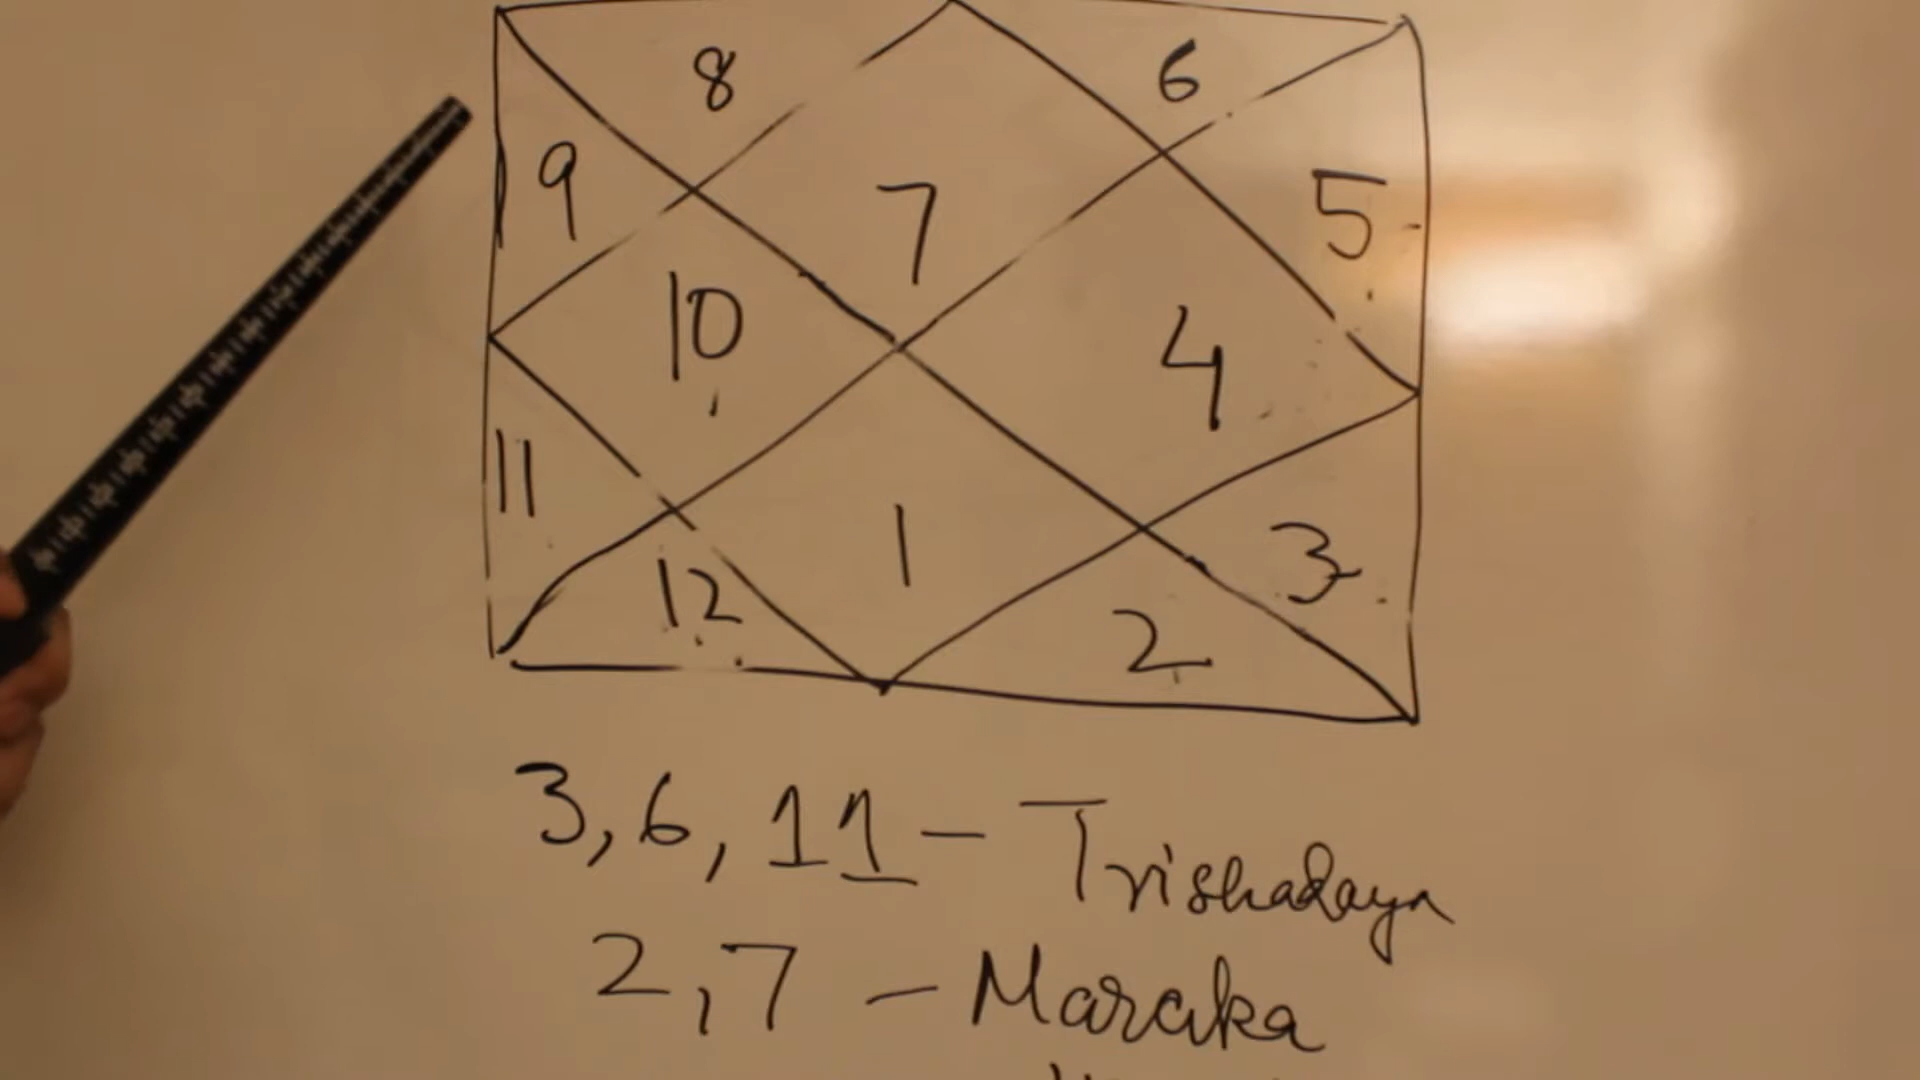 8 6
9 7 5
10 4
11 1 3
12 2
3, 6, 11 - Trishadaya
2, 7 - Maraka